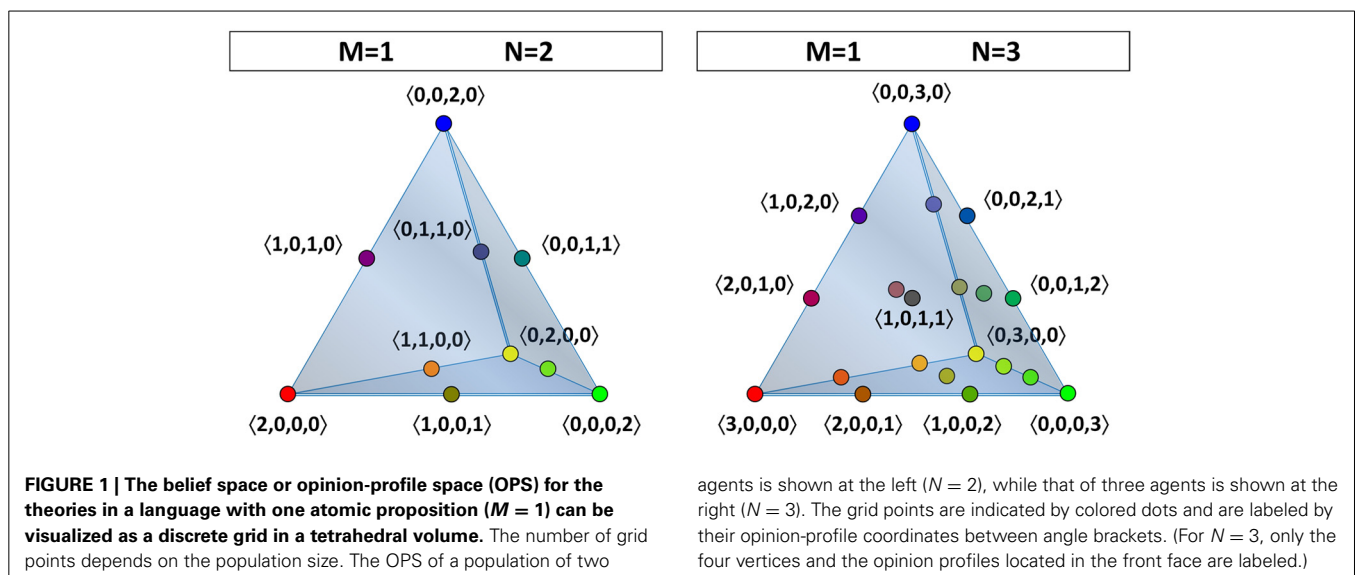 M=1 N=2
⟨0,0,2,0⟩
⟨1,0,1,0⟩
⟨0,1,1,0⟩
⟨0,0,1,1⟩
⟨1,1,0,0⟩
⟨0,2,0,0⟩
⟨2,0,0,0⟩
⟨1,0,0,1⟩
⟨0,0,0,2⟩
M=1 N=3
⟨0,0,3,0⟩
⟨1,0,2,0⟩
⟨0,0,2,1⟩
⟨2,0,1,0⟩
⟨0,0,1,2⟩
⟨1,0,1,1⟩
⟨0,3,0,0⟩
⟨3,0,0,0⟩
⟨2,0,0,1⟩
⟨1,0,0,2⟩
⟨0,0,0,3⟩
FIGURE 1 | The belief space or opinion-profile space (OPS) for the
theories in a language with one atomic proposition (M = 1) can be
visualized as a discrete grid in a tetrahedral volume. The number of grid
points depends on the population size. The OPS of a population of two
agents is shown at the left (N = 2), while that of three agents is shown at the
right (N = 3). The grid points are indicated by colored dots and are labeled by
their opinion-profile coordinates between angle brackets. (For N = 3, only the
four vertices and the opinion profiles located in the front face are labeled.)